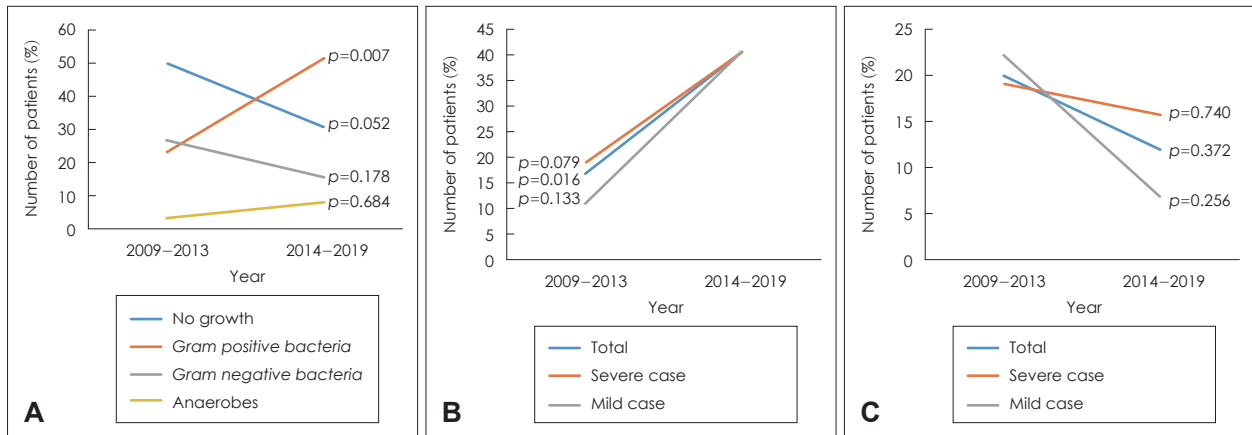 60
50
40
30
20
10
0
Number of patients (%)
p=0.007
p=0.052
p=0.178
p=0.684
2009–2013
2014–2019
Year
No growth
Gram positive bacteria
Gram negative bacteria
Anaerobes
A
45
40
35
30
25
20
15
10
5
0
Number of patients (%)
p=0.079
p=0.016
p=0.133
2009–2013
2014–2019
Year
Total
Severe case
Mild case
B
25
20
15
10
5
0
Number of patients (%)
p=0.740
p=0.372
p=0.256
2009–2013
2014–2019
Year
Total
Severe case
Mild case
C